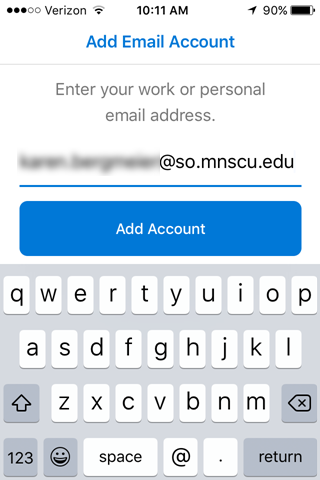 Verizon 10:11 AM 90%
Add Email Account
Enter your work or personal
email address.
@so.mnscu.edu
Add Account
q w e r t y u i o p
a s d f g h j k l
z x c v b n m
123 space @ . return